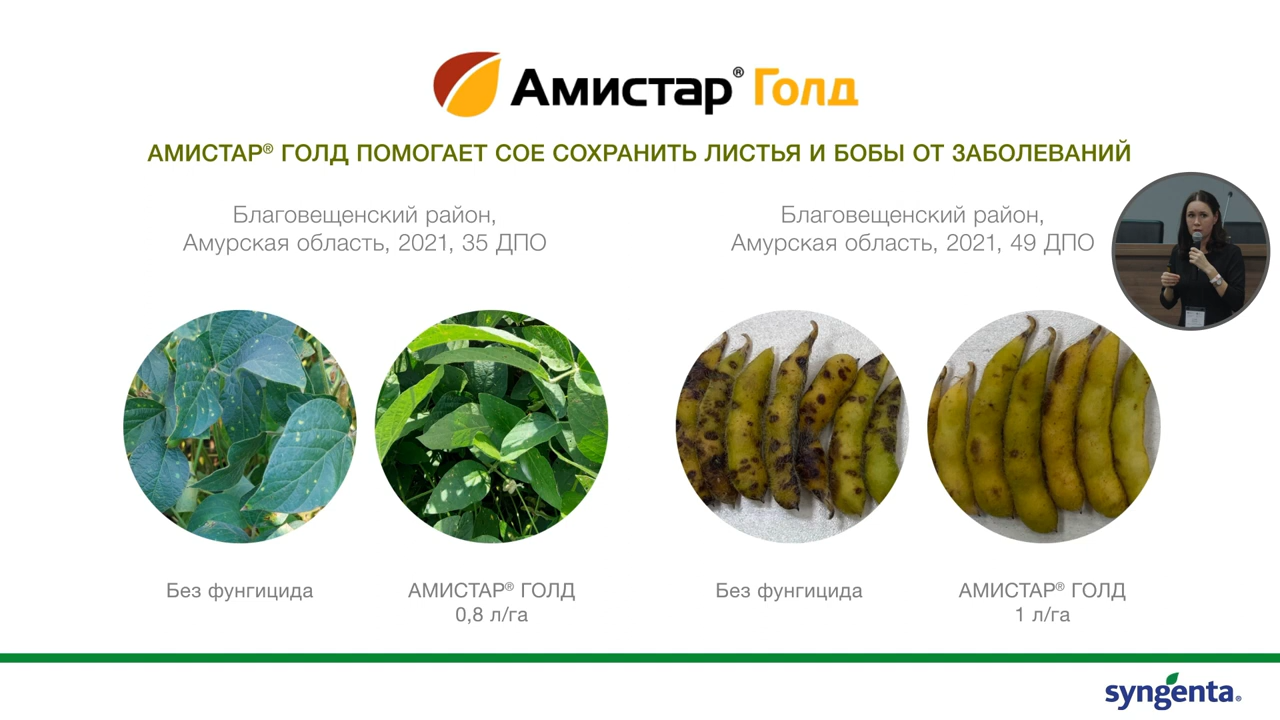 Амистар® Голд
АМИСТАР® ГОЛД ПОМОГАЕТ СОЕ СОХРАНИТЬ ЛИСТЬЯ И БОБЫ ОТ ЗАБОЛЕВАНИЙ
Благовещенский район,
Амурская область, 2021, 35 ДПО
Благовещенский район,
Амурская область, 2021, 49 ДПО
Без фунгицида
АМИСТАР® ГОЛД
0,8 л/га
Без фунгицида
АМИСТАР® ГОЛД
1 л/га
syngenta®